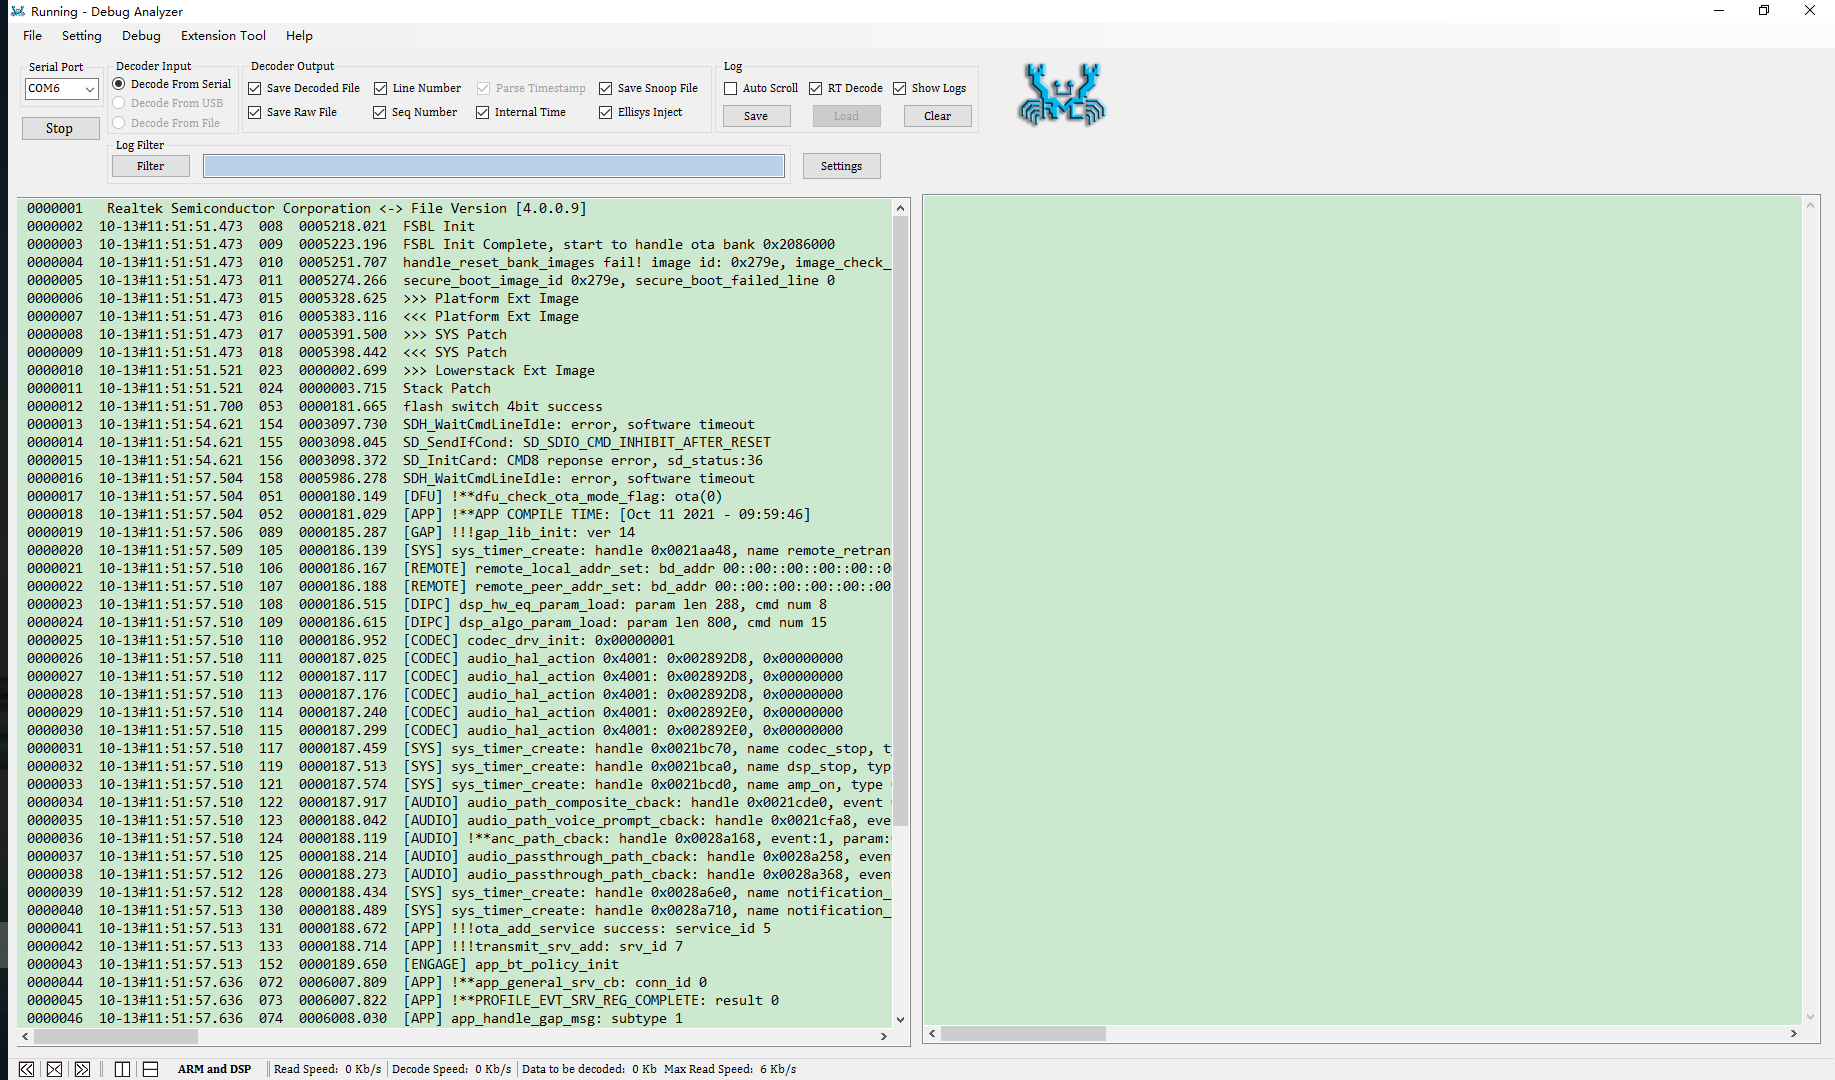 Running - Debug Analyzer
File Setting Debug Extension Tool Help
Serial Port Decoder Input Decoder Output Log
COM6 Decode From Serial Save Decoded File Line Number Parse Timestamp Save Snoop File Auto Scroll RT Decode Show Logs
Decode From USB
Save Raw File Seq Number Internal Time Ellisys Inject Save Load Clear
Stop Decode From File
Log Filter
Filter Settings
0000001 Realtek Semiconductor Corporation <-> File Version [4.0.0.9]
0000002 10-13#11:51:51.473 008 0005218.021 FSBL Init
0000003 10-13#11:51:51.473 009 0005223.196 FSBL Init Complete, start to handle ota bank 0x2086000
0000004 10-13#11:51:51.473 010 0005251.707 handle_reset_bank_images fail! image id: 0x279e, image_check_
0000005 10-13#11:51:51.473 011 0005274.266 secure_boot_image_id 0x279e, secure_boot_failed_line 0
0000006 10-13#11:51:51.473 015 0005328.625 >>> Platform Ext Image
0000007 10-13#11:51:51.473 016 0005383.116 <<< Platform Ext Image
0000008 10-13#11:51:51.473 017 0005391.500 >>> SYS Patch
0000009 10-13#11:51:51.473 018 0005398.442 <<< SYS Patch
0000010 10-13#11:51:51.521 023 0000002.699 >>> Lowerstack Ext Image
0000011 10-13#11:51:51.521 024 0000003.715 Stack Patch
0000012 10-13#11:51:51.700 053 0000181.665 flash switch 4bit success
0000013 10-13#11:51:54.621 154 0003097.730 SDH_WaitCmdLineIdle: error, software timeout
0000014 10-13#11:51:54.621 155 0003098.045 SD_SendIfCond: SD_SDIO_CMD_INHIBIT_AFTER_RESET
0000015 10-13#11:51:54.621 156 0003098.372 SD_InitCard: CMD8 reponse error, sd_status:36
0000016 10-13#11:51:57.504 158 0005986.278 SDH_WaitCmdLineIdle: error, software timeout
0000017 10-13#11:51:57.504 051 0000180.149 [DFU] !**dfu_check_ota_mode_flag: ota(0)
0000018 10-13#11:51:57.504 052 0000181.029 [APP] !**APP COMPILE TIME: [Oct 11 2021 - 09:59:46]
0000019 10-13#11:51:57.506 089 0000185.287 [GAP] !!!gap_lib_init: ver 14
0000020 10-13#11:51:57.509 105 0000186.139 [SYS] sys_timer_create: handle 0x0021aa48, name remote_retran
0000021 10-13#11:51:57.510 106 0000186.167 [REMOTE] remote_local_addr_set: bd_addr 00::00::00::00::00::0
0000022 10-13#11:51:57.510 107 0000186.188 [REMOTE] remote_peer_addr_set: bd_addr 00::00::00::00::00::00
0000023 10-13#11:51:57.510 108 0000186.515 [DIPC] dsp_hw_eq_param_load: param len 288, cmd num 8
0000024 10-13#11:51:57.510 109 0000186.615 [DIPC] dsp_algo_param_load: param len 800, cmd num 15
0000025 10-13#11:51:57.510 110 0000186.952 [CODEC] codec_drv_init: 0x00000001
0000026 10-13#11:51:57.510 111 0000187.025 [CODEC] audio_hal_action 0x4001: 0x002892D8, 0x00000000
0000027 10-13#11:51:57.510 112 0000187.117 [CODEC] audio_hal_action 0x4001: 0x002892D8, 0x00000000
0000028 10-13#11:51:57.510 113 0000187.176 [CODEC] audio_hal_action 0x4001: 0x002892D8, 0x00000000
0000029 10-13#11:51:57.510 114 0000187.240 [CODEC] audio_hal_action 0x4001: 0x002892E0, 0x00000000
0000030 10-13#11:51:57.510 115 0000187.299 [CODEC] audio_hal_action 0x4001: 0x002892E0, 0x00000000
0000031 10-13#11:51:57.510 117 0000187.459 [SYS] sys_timer_create: handle 0x0021bc70, name codec_stop, t
0000032 10-13#11:51:57.510 119 0000187.513 [SYS] sys_timer_create: handle 0x0021bca0, name dsp_stop, typ
0000033 10-13#11:51:57.510 121 0000187.574 [SYS] sys_timer_create: handle 0x0021bcd0, name amp_on, type
0000034 10-13#11:51:57.510 122 0000187.917 [AUDIO] audio_path_composite_cback: handle 0x0021cde0, event
0000035 10-13#11:51:57.510 123 0000188.042 [AUDIO] audio_path_voice_prompt_cback: handle 0x0021cfa8, eve
0000036 10-13#11:51:57.510 124 0000188.119 [AUDIO] !**anc_path_cback: handle 0x0028a168, event:1, param:
0000037 10-13#11:51:57.510 125 0000188.214 [AUDIO] audio_passthrough_path_cback: handle 0x0028a258, even
0000038 10-13#11:51:57.512 126 0000188.273 [AUDIO] audio_passthrough_path_cback: handle 0x0028a368, even
0000039 10-13#11:51:57.512 128 0000188.434 [SYS] sys_timer_create: handle 0x0028a6e0, name notification_
0000040 10-13#11:51:57.513 130 0000188.489 [SYS] sys_timer_create: handle 0x0028a710, name notification_
0000041 10-13#11:51:57.513 131 0000188.672 [APP] !!!ota_add_service success: service_id 5
0000042 10-13#11:51:57.513 133 0000188.714 [APP] !!!transmit_srv_add: srv_id 7
0000043 10-13#11:51:57.513 152 0000189.650 [ENGAGE] app_bt_policy_init
0000044 10-13#11:51:57.636 072 0006007.809 [APP] !**app_general_srv_cb: conn_id 0
0000045 10-13#11:51:57.636 073 0006007.822 [APP] !**PROFILE_EVT_SRV_REG_COMPLETE: result 0
0000046 10-13#11:51:57.636 074 0006008.030 [APP] app_handle_gap_msg: subtype 1
ARM and DSP Read Speed: 0 Kb/s Decode Speed: 0 Kb/s Data to be decoded: 0 Kb Max Read Speed: 6 Kb/s